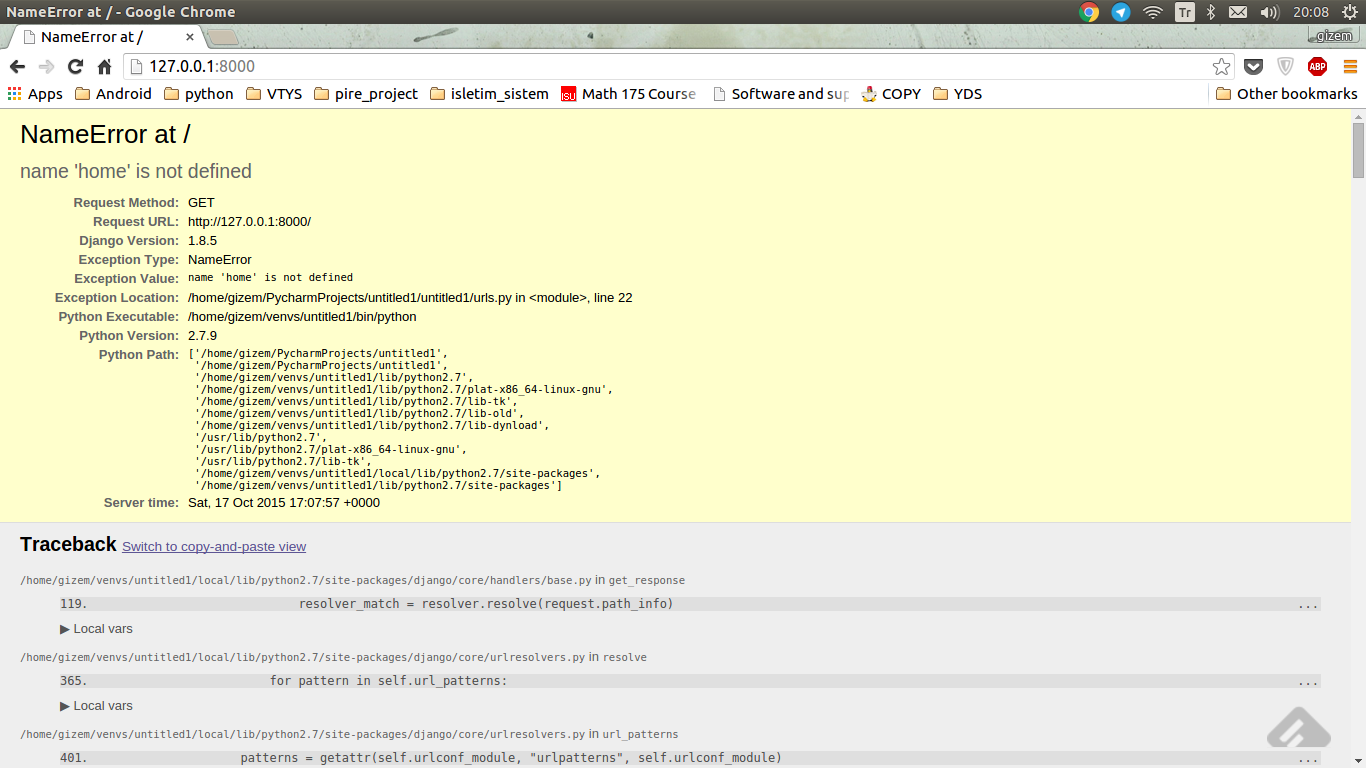 NameError at / - Google Chrome
Tr
20:08
NameError at /
×
gizem
127.0.0.1:8000
ABP
Apps
Android
python
VTYS
pire_project
isletim_sistem
ISU
Math 175 Course
Software and sup
COPY
YDS
Other bookmarks
NameError at /
name 'home' is not defined
Request Method: GET
Request URL: http://127.0.0.1:8000/
Django Version: 1.8.5
Exception Type: NameError
Exception Value: name 'home' is not defined
Exception Location: /home/gizem/PycharmProjects/untitled1/untitled1/urls.py in <module>, line 22
Python Executable: /home/gizem/venvs/untitled1/bin/python
Python Version: 2.7.9
Python Path: ['/home/gizem/PycharmProjects/untitled1',
'/home/gizem/PycharmProjects/untitled1',
'/home/gizem/venvs/untitled1/lib/python2.7',
'/home/gizem/venvs/untitled1/lib/python2.7/plat-x86_64-linux-gnu',
'/home/gizem/venvs/untitled1/lib/python2.7/lib-tk',
'/home/gizem/venvs/untitled1/lib/python2.7/lib-old',
'/home/gizem/venvs/untitled1/lib/python2.7/lib-dynload',
'/usr/lib/python2.7',
'/usr/lib/python2.7/plat-x86_64-linux-gnu',
'/usr/lib/python2.7/lib-tk',
'/home/gizem/venvs/untitled1/local/lib/python2.7/site-packages',
'/home/gizem/venvs/untitled1/lib/python2.7/site-packages']
Server time: Sat, 17 Oct 2015 17:07:57 +0000
Traceback Switch to copy-and-paste view
/home/gizem/venvs/untitled1/local/lib/python2.7/site-packages/django/core/handlers/base.py in get_response
119. resolver_match = resolver.resolve(request.path_info) ...
▶ Local vars
/home/gizem/venvs/untitled1/local/lib/python2.7/site-packages/django/core/urlresolvers.py in resolve
365. for pattern in self.url_patterns: ...
▶ Local vars
/home/gizem/venvs/untitled1/local/lib/python2.7/site-packages/django/core/urlresolvers.py in url_patterns
401. patterns = getattr(self.urlconf_module, "urlpatterns", self.urlconf_module) ...